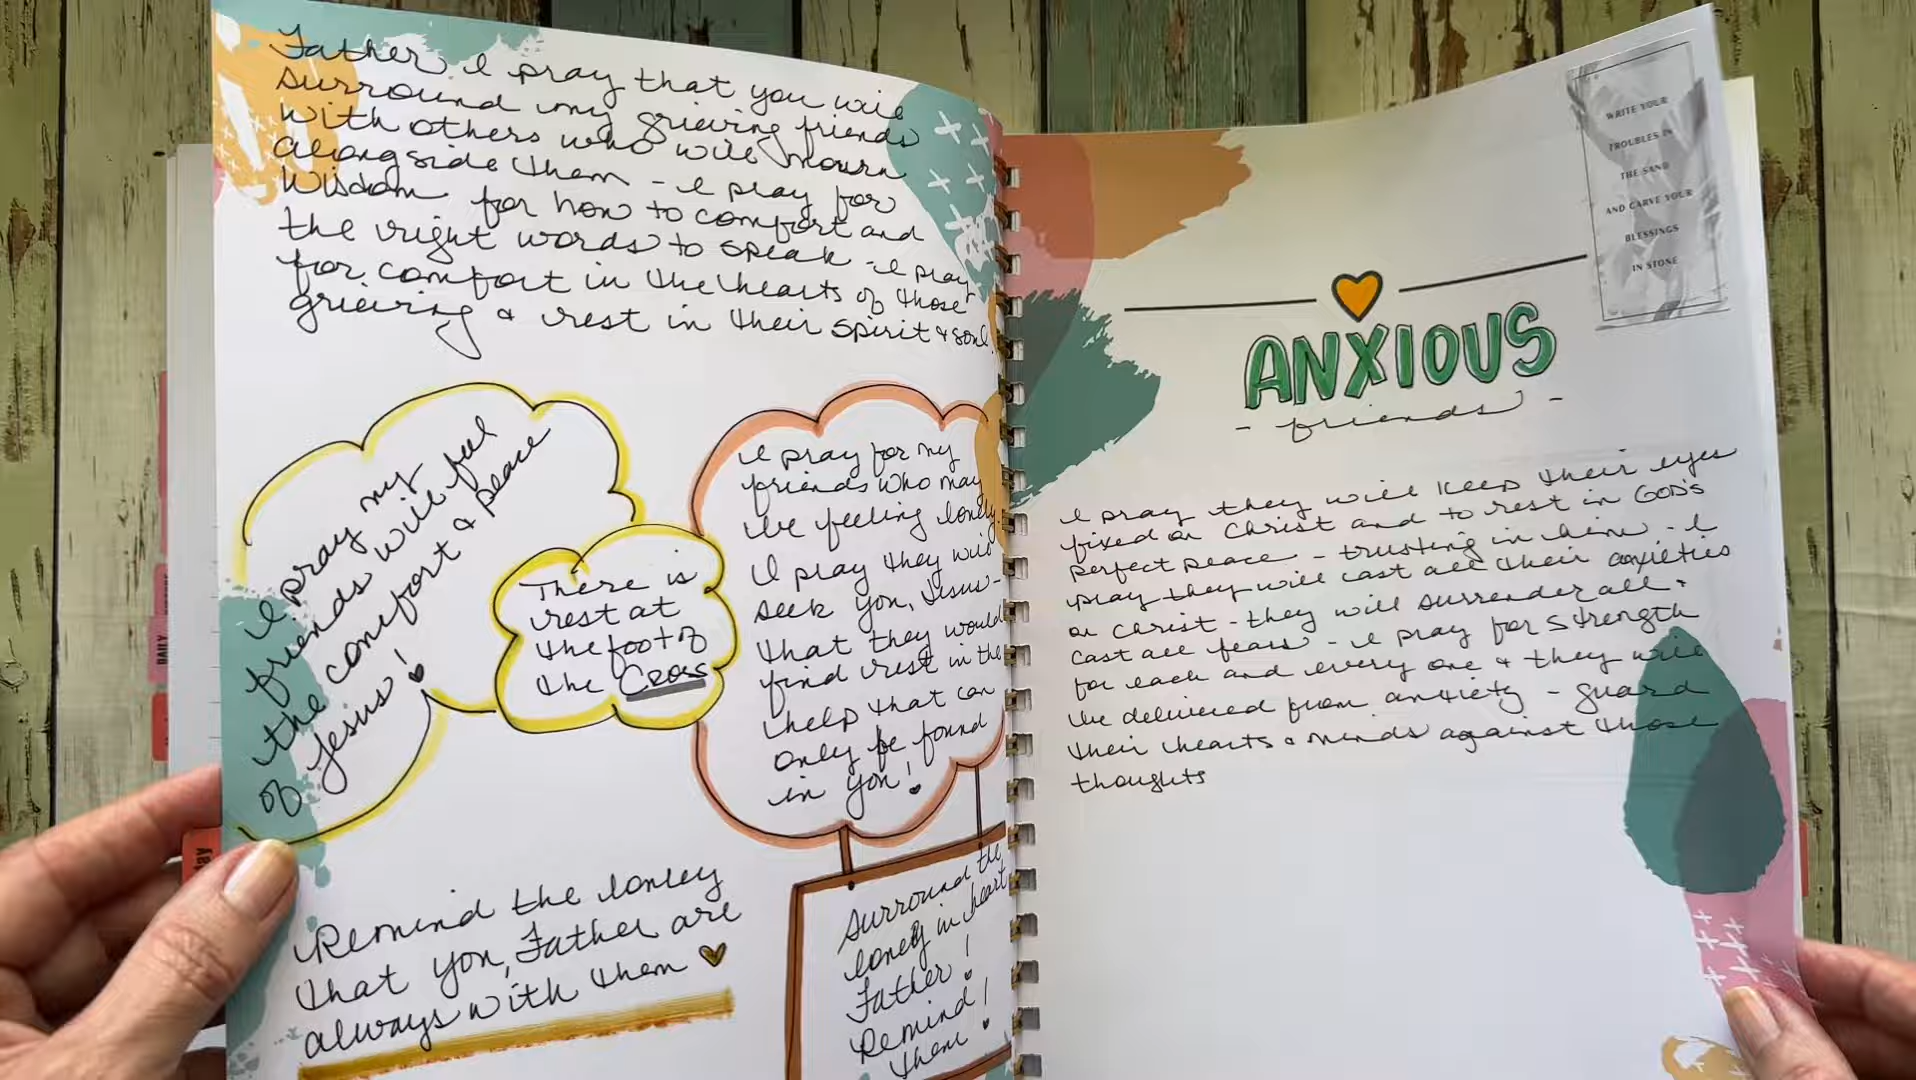 Father I pray that you will
surround my grieving friends
with others who will mourn
alongside them - I pray for
wisdom for how to comfort and
the right words to speak - I pray
for comfort in the hearts of those
grieving & rest in their spirit & soul.
I pray my
friends will feel
the comfort & peace
of Jesus!
There is
rest at
the foot of
the Cross
I pray for my
friends who may
be feeling lonely.
I pray they will
seek you, Jesus -
that they would
find rest in the
help that can
only be found
in you!
Remind the lonley
that you, Father are
always with them
Surround the
lonely in heart
Father!
Remind!
them
DAILY
WRITE YOUR
TROUBLES IN
THE SAND
AND CARVE YOUR
BLESSINGS
IN STONE
ANXIOUS
- friends -
I pray they will keep their eyes
fixed on Christ and to rest in GOD's
perfect peace - trusting in him - I
pray they will cast all their anxieties
on Christ - they will surrender all &
cast all fears - I pray for strength
for each and every one & they will
be delivered from anxiety - guard
their hearts & minds against those
thoughts